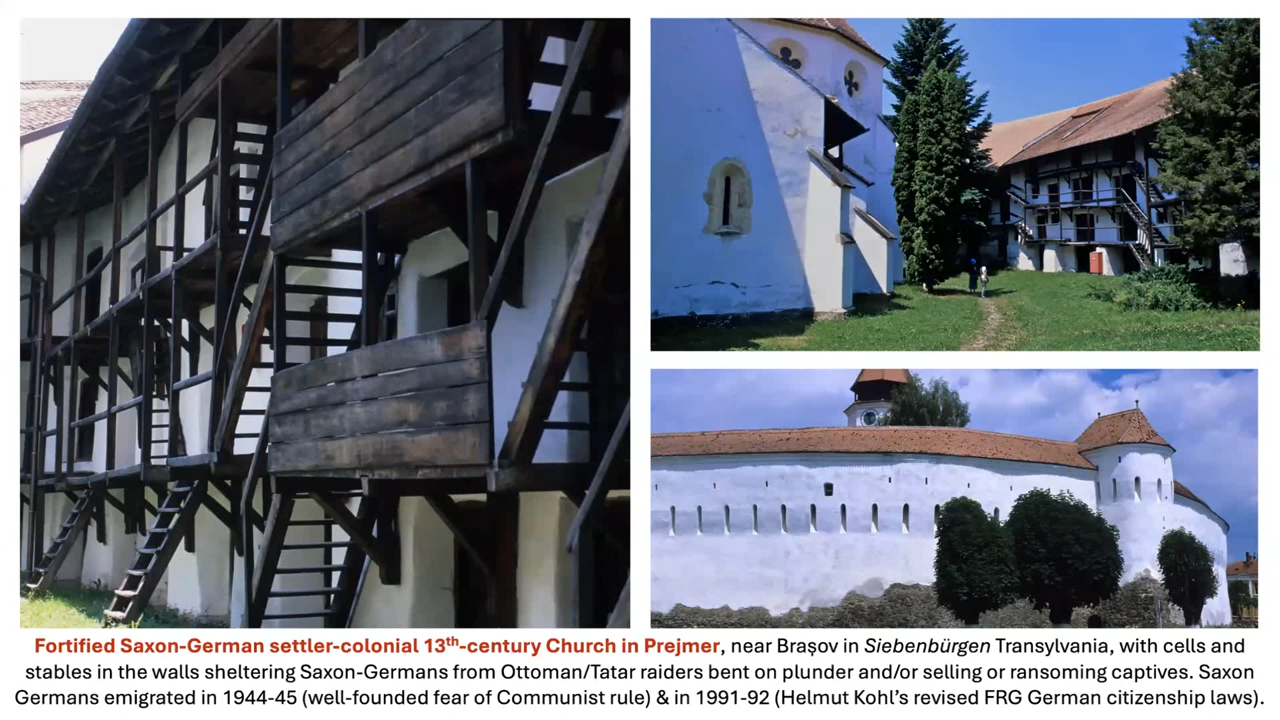 Fortified Saxon-German settler-colonial 13th-century Church in Prejmer, near Brașov in Siebenbürgen Transylvania, with cells and
stables in the walls sheltering Saxon-Germans from Ottoman/Tatar raiders bent on plunder and/or selling or ransoming captives. Saxon
Germans emigrated in 1944-45 (well-founded fear of Communist rule) & in 1991-92 (Helmut Kohl’s revised FRG German citizenship laws).